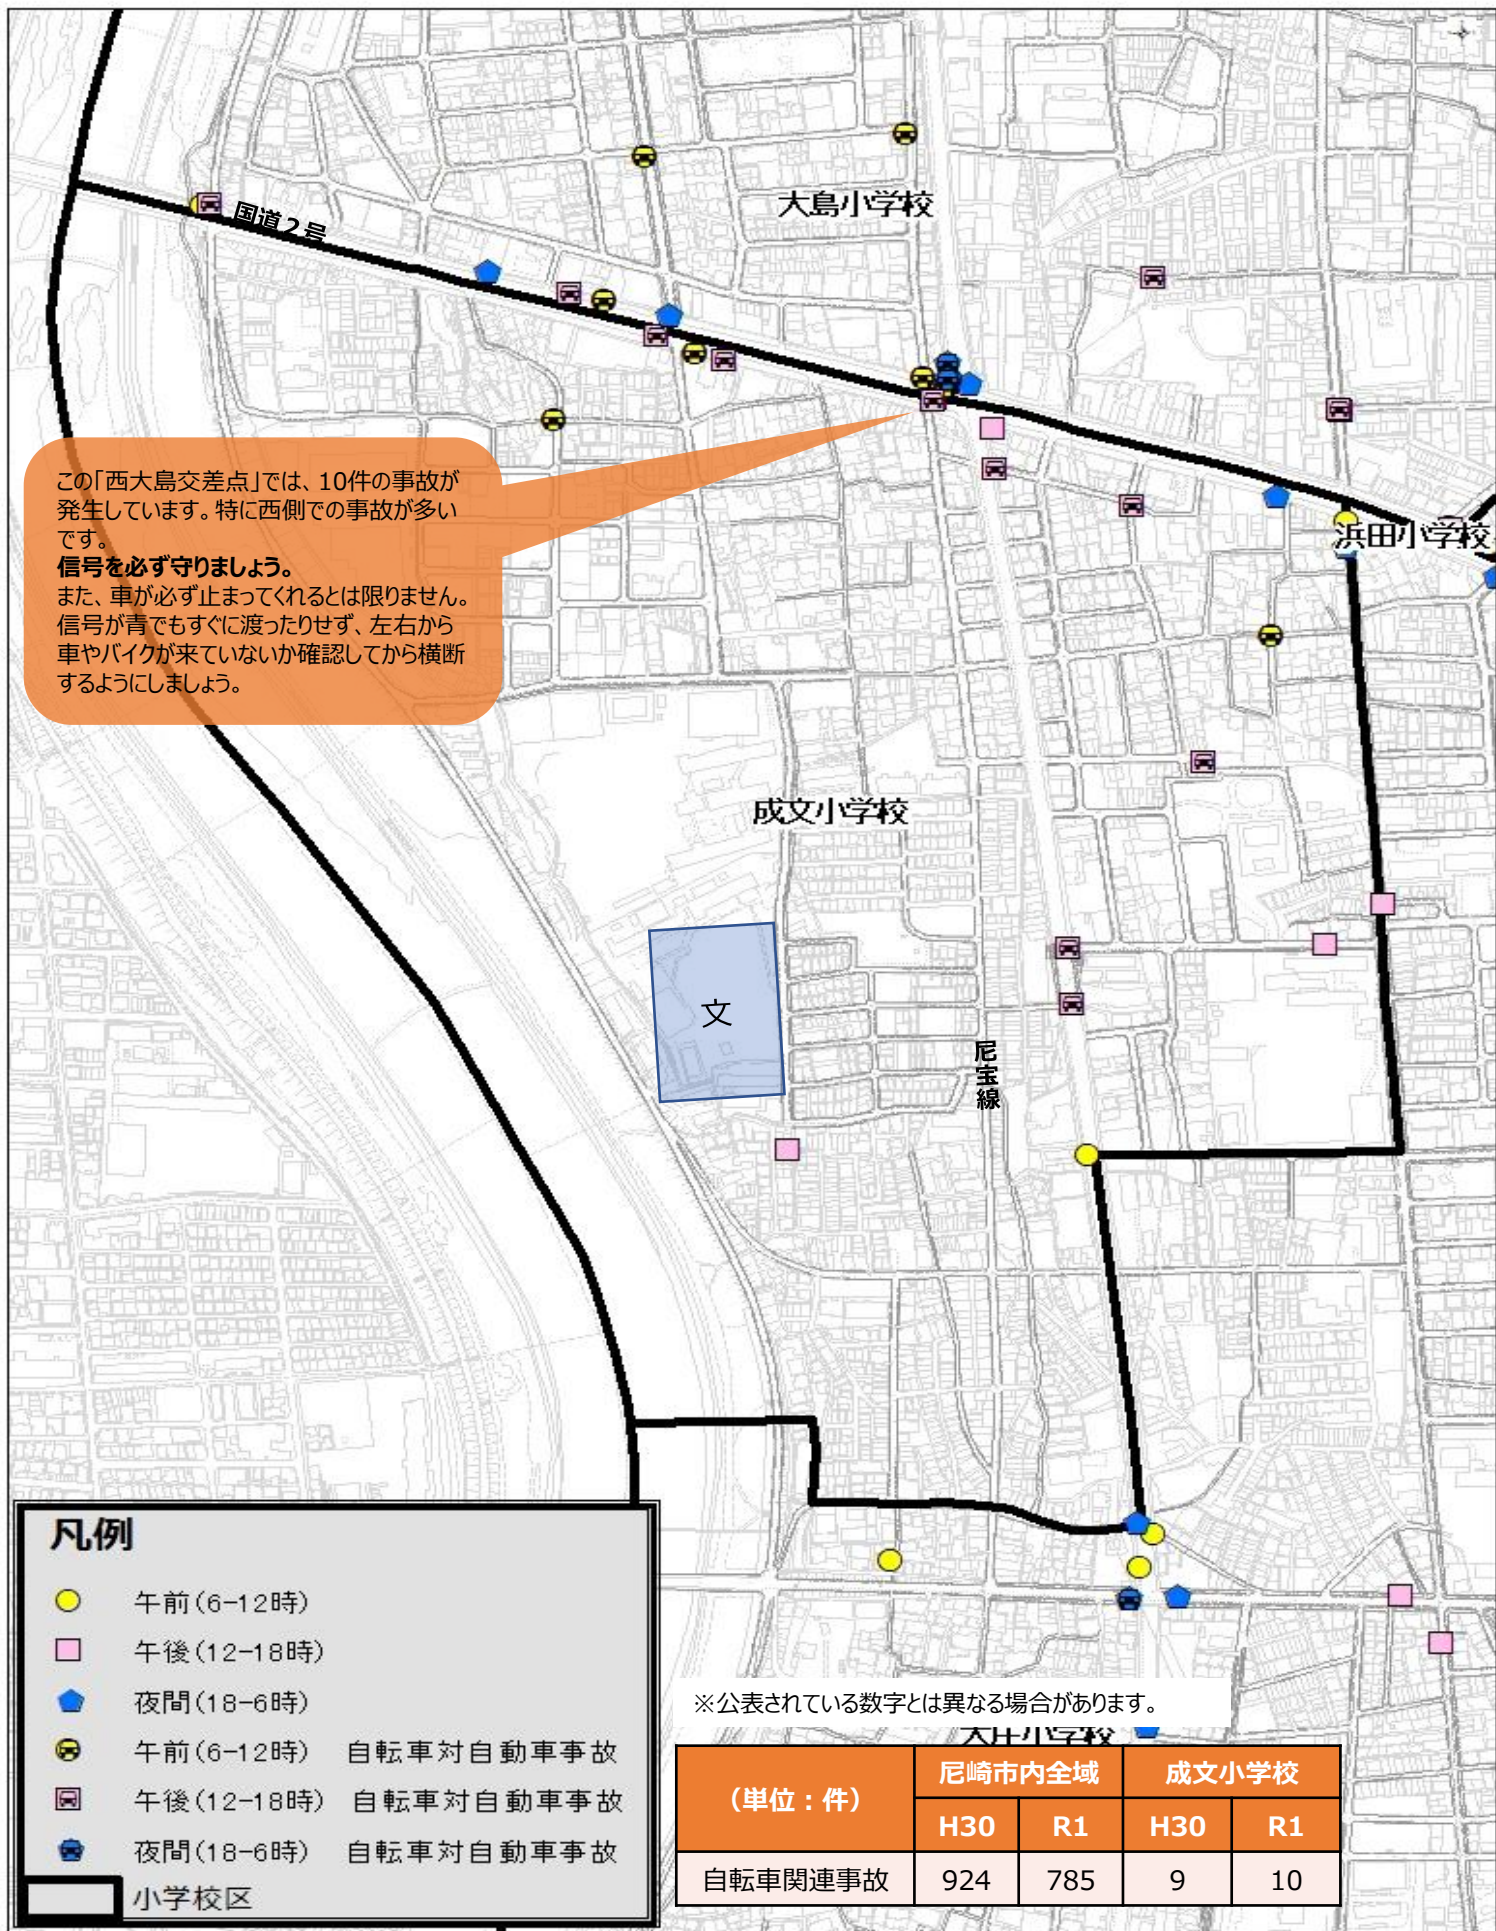 大島小学校
国道2号
この「西大島交差点」では、10件の事故が
発生しています。特に西側での事故が多い
です。
信号を必ず守りましょう。
また、車が必ず止まってくれるとは限りません。
信号が青でもすぐに渡ったりせず、左右から
車やバイクが来ていないか確認してから横断
するようにしましょう。
浜田小学校
成文小学校
文
尼宝線
凡例
午前(6-12時)
午後(12-18時)
夜間(18-6時)
午前(6-12時) 自転車対自動車事故
午後(12-18時) 自転車対自動車事故
夜間(18-6時) 自転車対自動車事故
小学校区
※公表されている数字とは異なる場合があります。
大庄小学校
(単位:件) 尼崎市内全域 成文小学校
H30 R1 H30 R1
自転車関連事故 924 785 9 10